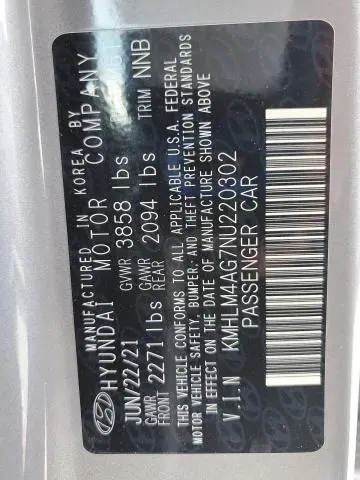 MANUFACTURED IN KOREA BY
HYUNDAI MOTOR COMPANY
JUN/22/21 GVWR 3858 lbs
GAWR FRONT 2271 lbs GAWR REAR 2094 lbs TRIM NNB
THIS VEHICLE CONFORMS TO ALL APPLICABLE U.S.A. FEDERAL
MOTOR VEHICLE SAFETY, BUMPER, AND THEFT PREVENTION STANDARDS
IN EFFECT ON THE DATE OF MANUFACTURE SHOWN ABOVE
V.I.N KMHLM4AG7NU220302
PASSENGER CAR